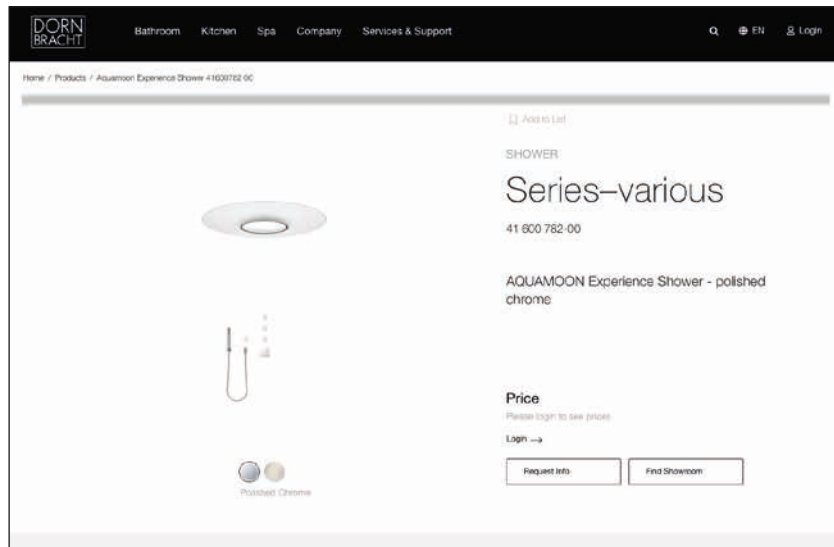 DORN
BRACHT
Bathroom Kitchen Spa Company Services & Support
EN Login
Home / Products / Aquamoon Experience Shower 41600782-00
Add to List
SHOWER
Series–various
41 600 782-00
AQUAMOON Experience Shower - polished
chrome
Price
Please login to see prices
Login →
Request Info Find Showroom
Polished Chrome